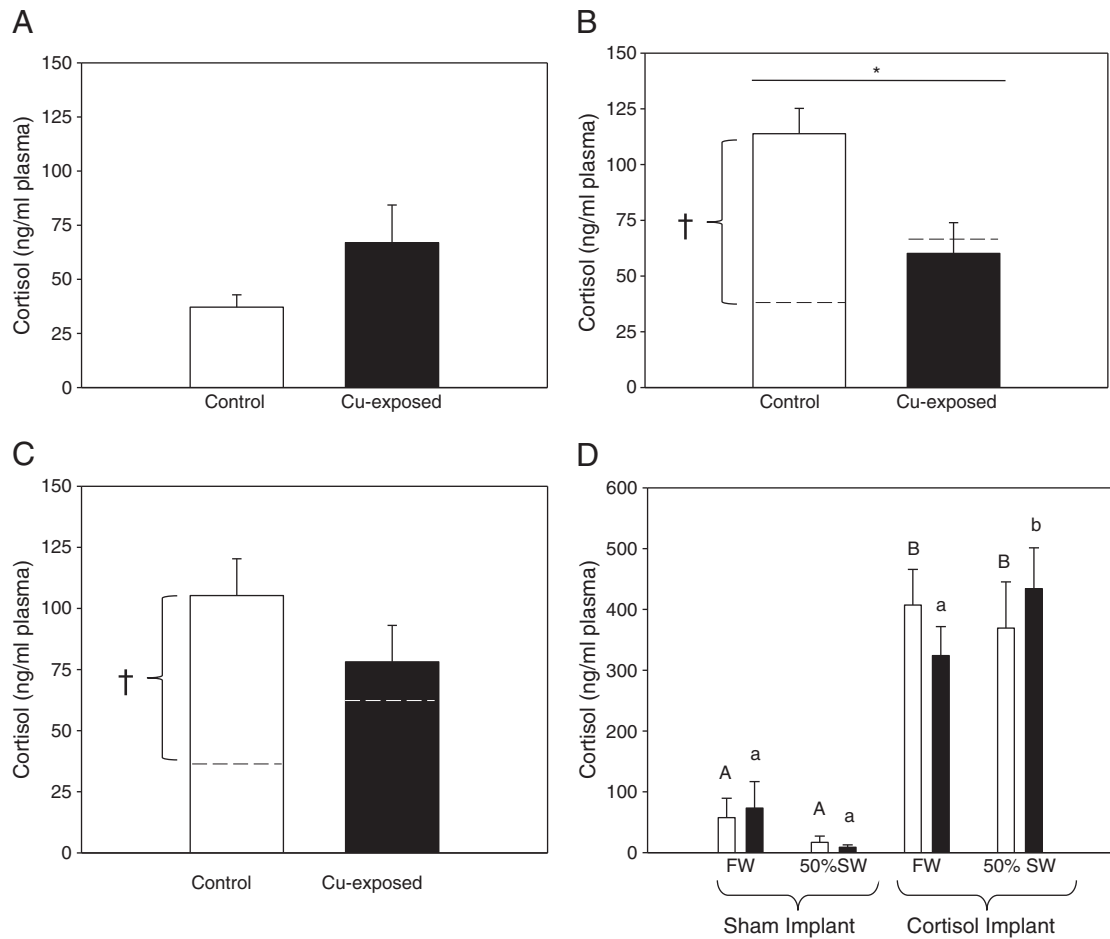 A
Cortisol (ng/ml plasma)
150
125
100
75
50
25
0
Control Cu-exposed
B
Cortisol (ng/ml plasma)
150
125
100
75
50
25
0
*
†
Control Cu-exposed
C
Cortisol (ng/ml plasma)
150
125
100
75
50
25
0
†
Control Cu-exposed
D
Cortisol (ng/ml plasma)
600
500
400
300
200
100
0
A a A a B a B b
FW 50%SW FW 50% SW
Sham Implant Cortisol Implant